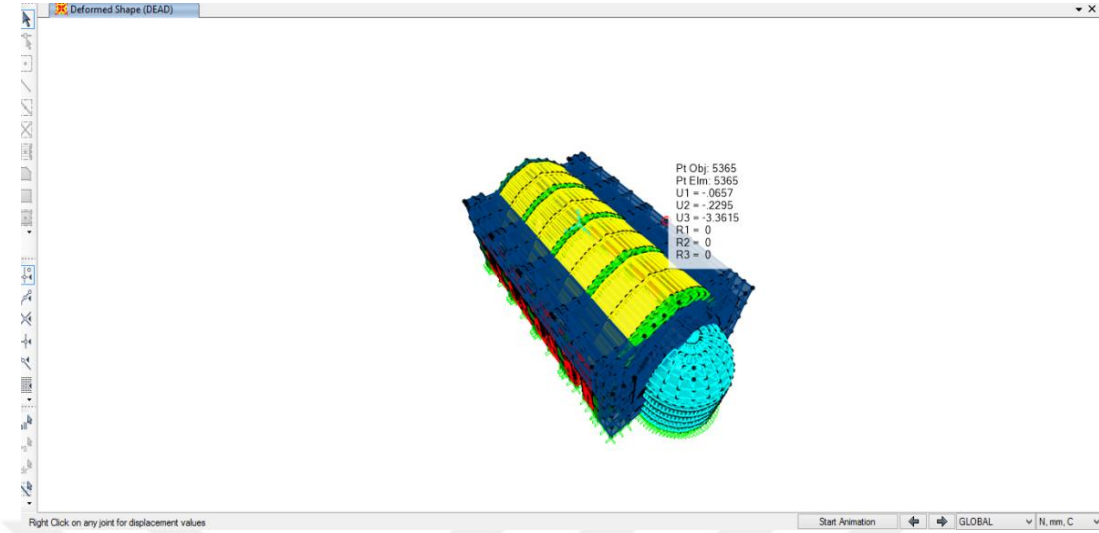 Deformed Shape (DEAD)
Pt Obj: 5365
Pt Elm: 5365
U1 = -.0657
U2 = -.2295
U3 = -3.3615
R1 = 0
R2 = 0
R3 = 0
Right Click on any joint for displacement values
Start Animation
GLOBAL
N, mm, C